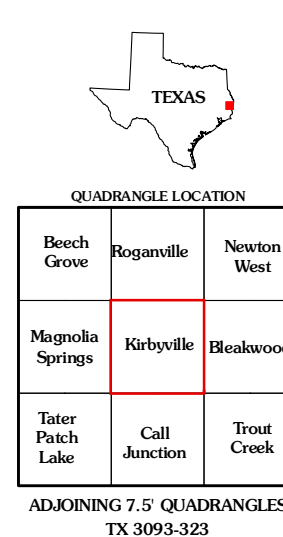 TEXAS
QUADRANGLE LOCATION
Beech
Grove
Roganville
Newton
West
Magnolia
Springs
Kirbyville
Bleakwood
Tater
Patch
Lake
Call
Junction
Trout
Creek
ADJOINING 7.5' QUADRANGLES
TX 3093-323